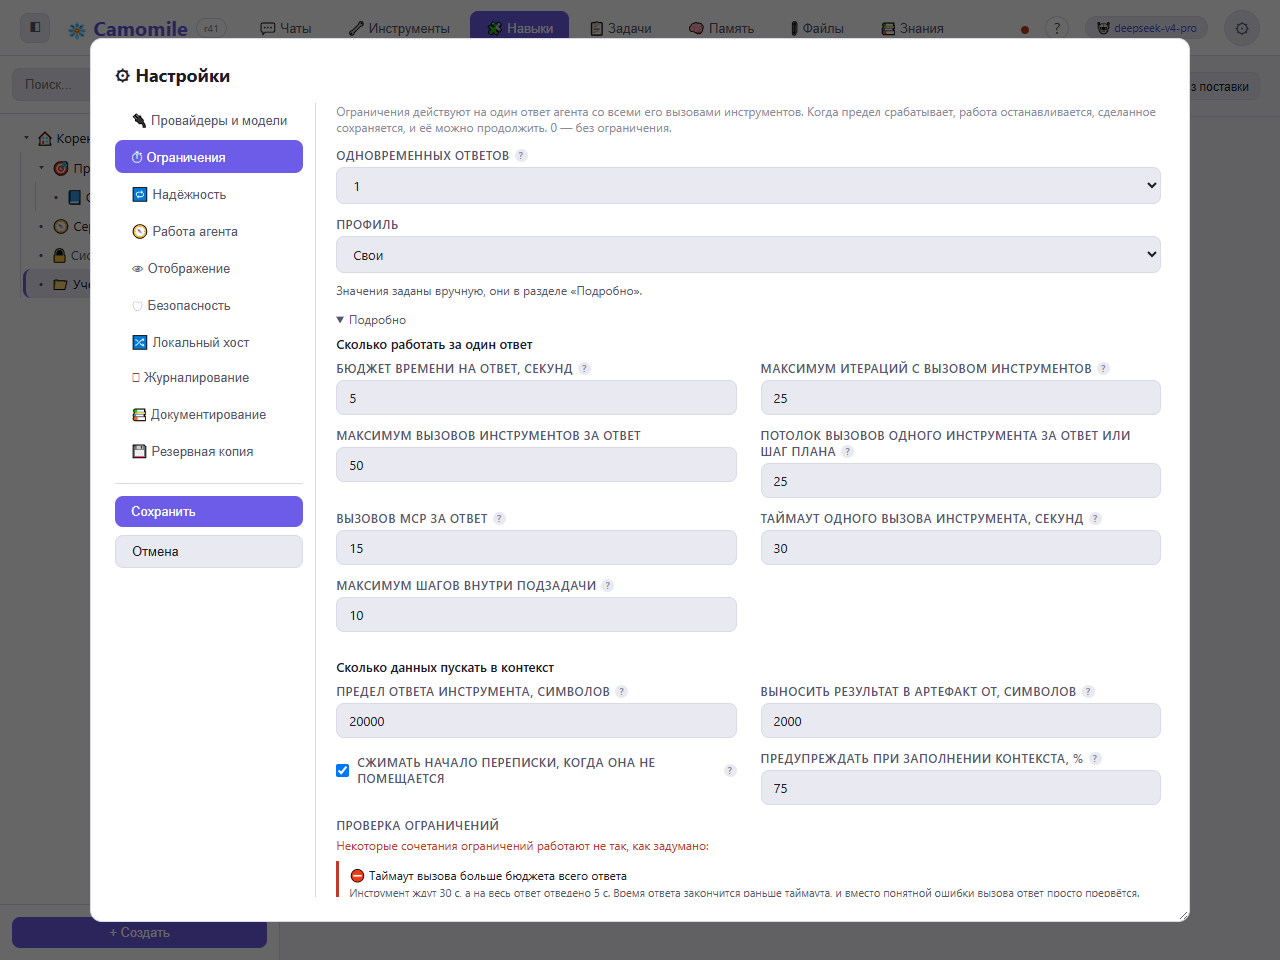 Camomile
r41
Чаты
Инструменты
Навыки
Задачи
Память
Файлы
Знания
?
deepseek-v4-pro
Поиск...
з поставки
Корен
Пр
Сер
Сис
Уче
+ Создать
Настройки
Провайдеры и модели
Ограничения
Надёжность
Работа агента
Отображение
Безопасность
Локальный хост
Журналирование
Документирование
Резервная копия
Сохранить
Отмена
Ограничения действуют на один ответ агента со всеми его вызовами инструментов. Когда предел срабатывает, работа останавливается, сделанное
сохраняется, и её можно продолжить. 0 — без ограничения.
ОДНОВРЕМЕННЫХ ОТВЕТОВ ?
1
ПРОФИЛЬ
Свои
Значения заданы вручную, они в разделе «Подробно».
▼ Подробно
Сколько работать за один ответ
БЮДЖЕТ ВРЕМЕНИ НА ОТВЕТ, СЕКУНД ?
5
МАКСИМУМ ИТЕРАЦИЙ С ВЫЗОВОМ ИНСТРУМЕНТОВ ?
25
МАКСИМУМ ВЫЗОВОВ ИНСТРУМЕНТОВ ЗА ОТВЕТ
50
ПОТОЛОК ВЫЗОВОВ ОДНОГО ИНСТРУМЕНТА ЗА ОТВЕТ ИЛИ
ШАГ ПЛАНА ?
25
ВЫЗОВОВ MCP ЗА ОТВЕТ ?
15
ТАЙМАУТ ОДНОГО ВЫЗОВА ИНСТРУМЕНТА, СЕКУНД ?
30
МАКСИМУМ ШАГОВ ВНУТРИ ПОДЗАДАЧИ ?
10
Сколько данных пускать в контекст
ПРЕДЕЛ ОТВЕТА ИНСТРУМЕНТА, СИМВОЛОВ ?
20000
ВЫНОСИТЬ РЕЗУЛЬТАТ В АРТЕФАКТ ОТ, СИМВОЛОВ ?
2000
СЖИМАТЬ НАЧАЛО ПЕРЕПИСКИ, КОГДА ОНА НЕ
ПОМЕЩАЕТСЯ ?
ПРЕДУПРЕЖДАТЬ ПРИ ЗАПОЛНЕНИИ КОНТЕКСТА, % ?
75
ПРОВЕРКА ОГРАНИЧЕНИЙ
Некоторые сочетания ограничений работают не так, как задумано:
Таймаут вызова больше бюджета всего ответа
Инструмент ждут 30 с, а на весь ответ отведено 5 с. Время ответа закончится раньше таймаута, и вместо понятной ошибки вызова ответ просто прервётся.